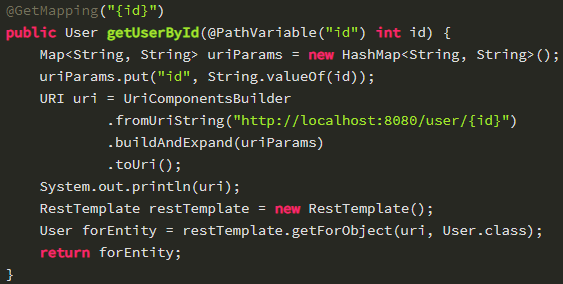 @GetMapping("{id}")
public User getUserById(@PathVariable("id") int id) {
    Map<String, String> uriParams = new HashMap<String, String>();
    uriParams.put("id", String.valueOf(id));
    URI uri = UriComponentsBuilder
            .fromUriString("http://localhost:8080/user/{id}")
            .buildAndExpand(uriParams)
            .toUri();
    System.out.println(uri);
    RestTemplate restTemplate = new RestTemplate();
    User forEntity = restTemplate.getForObject(uri, User.class);
    return forEntity;
}